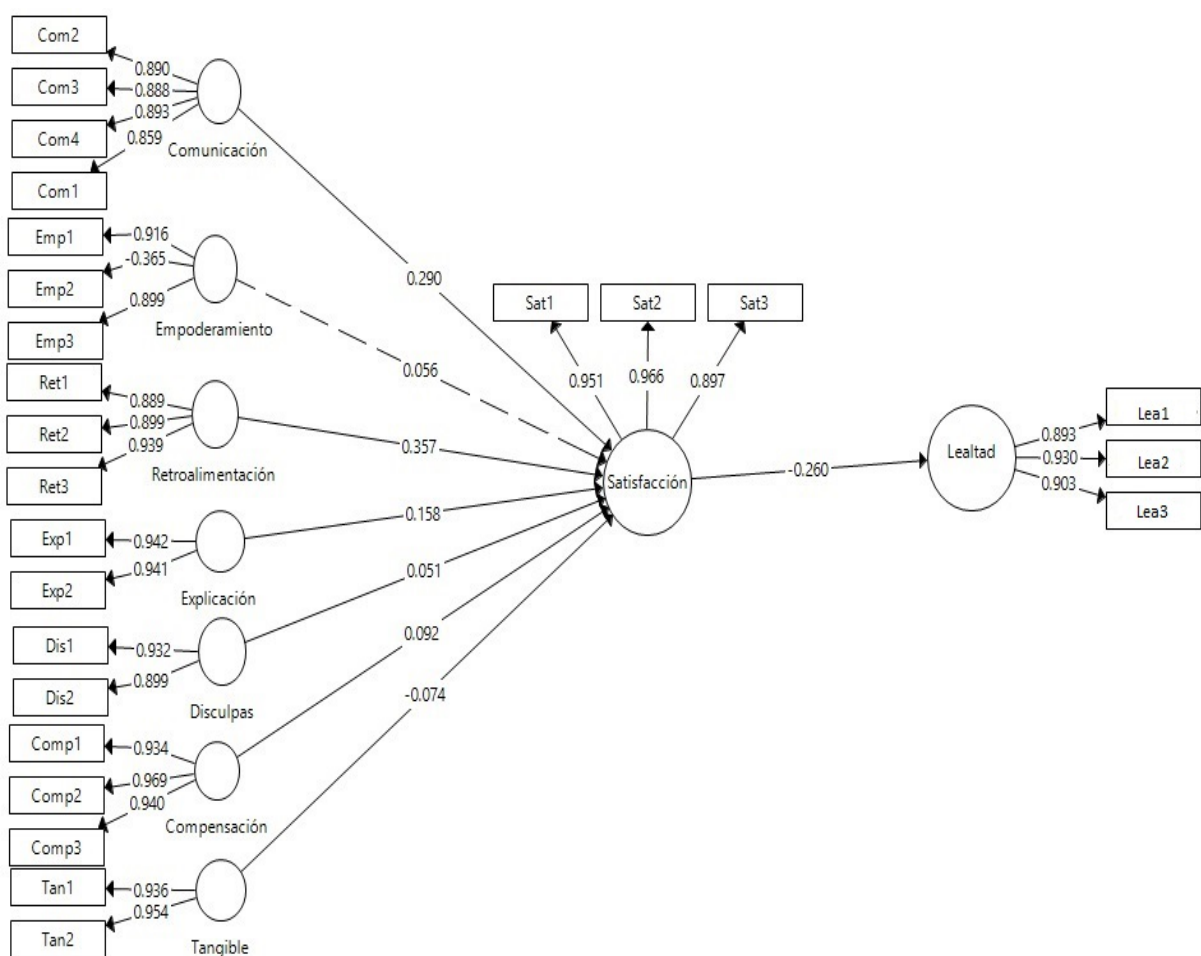 Com2
0.890
Com3
0.888
0.893
Com4
0.859
Comunicación
Com1
Emp1
0.916
-0.365
Emp2
0.899
Emp3
Empoderamiento
Ret1
0.889
0.899
Ret2
0.939
Ret3
Retroalimentación
Exp1
0.942
0.941
Exp2
Explicación
Dis1
0.932
0.899
Dis2
Disculpas
Comp1
0.934
0.969
Comp2
0.940
Comp3
Compensación
Tan1
0.936
0.954
Tan2
Tangible
0.290
0.056
0.357
0.158
0.051
0.092
-0.074
Sat1
Sat2
Sat3
0.951
0.966
0.897
Satisfacción
-0.260
Lealtad
0.893
0.930
0.903
Lea1
Lea2
Lea3